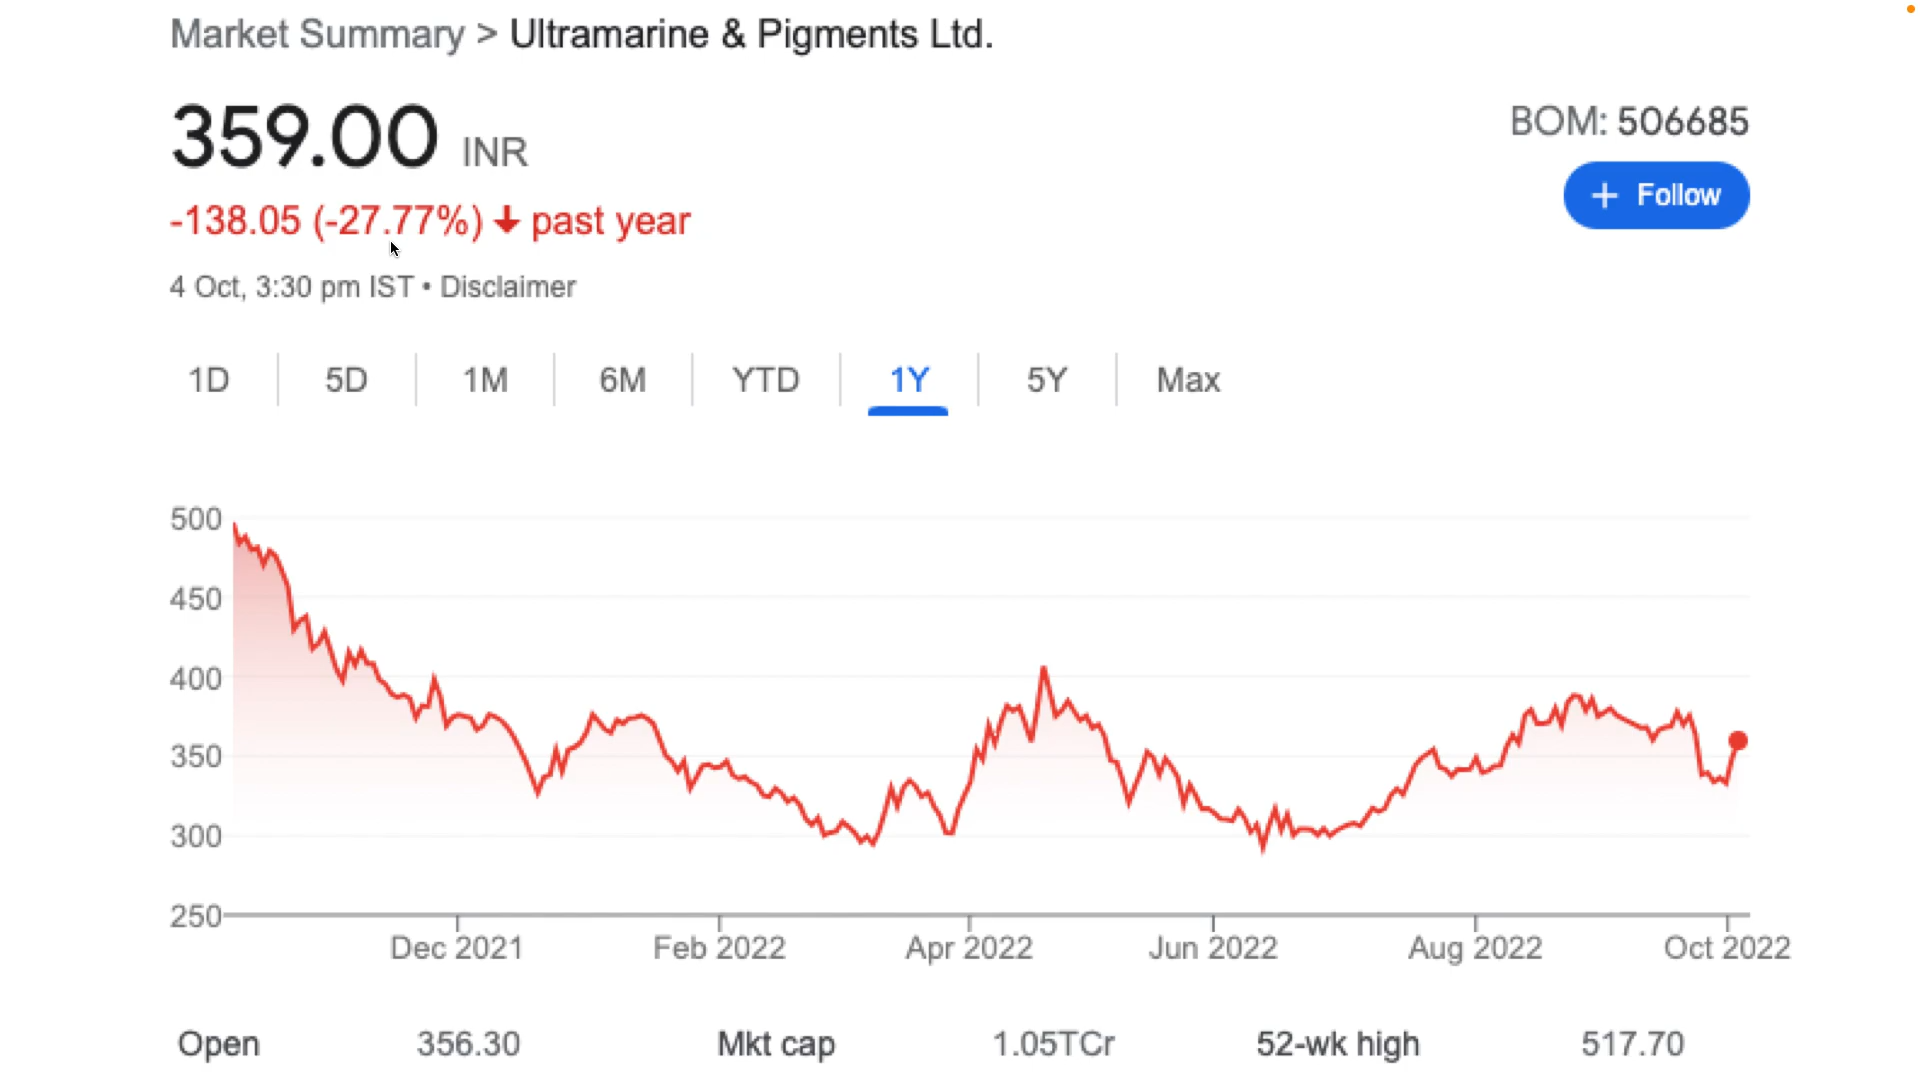 Market Summary > Ultramarine & Pigments Ltd.
359.00 INR
BOM: 506685
+ Follow
-138.05 (-27.77%) ↓ past year
4 Oct, 3:30 pm IST • Disclaimer
1D 5D 1M 6M YTD 1Y 5Y Max
500
450
400
350
300
250
Dec 2021 Feb 2022 Apr 2022 Jun 2022 Aug 2022 Oct 2022
Open 356.30 Mkt cap 1.05TCr 52-wk high 517.70